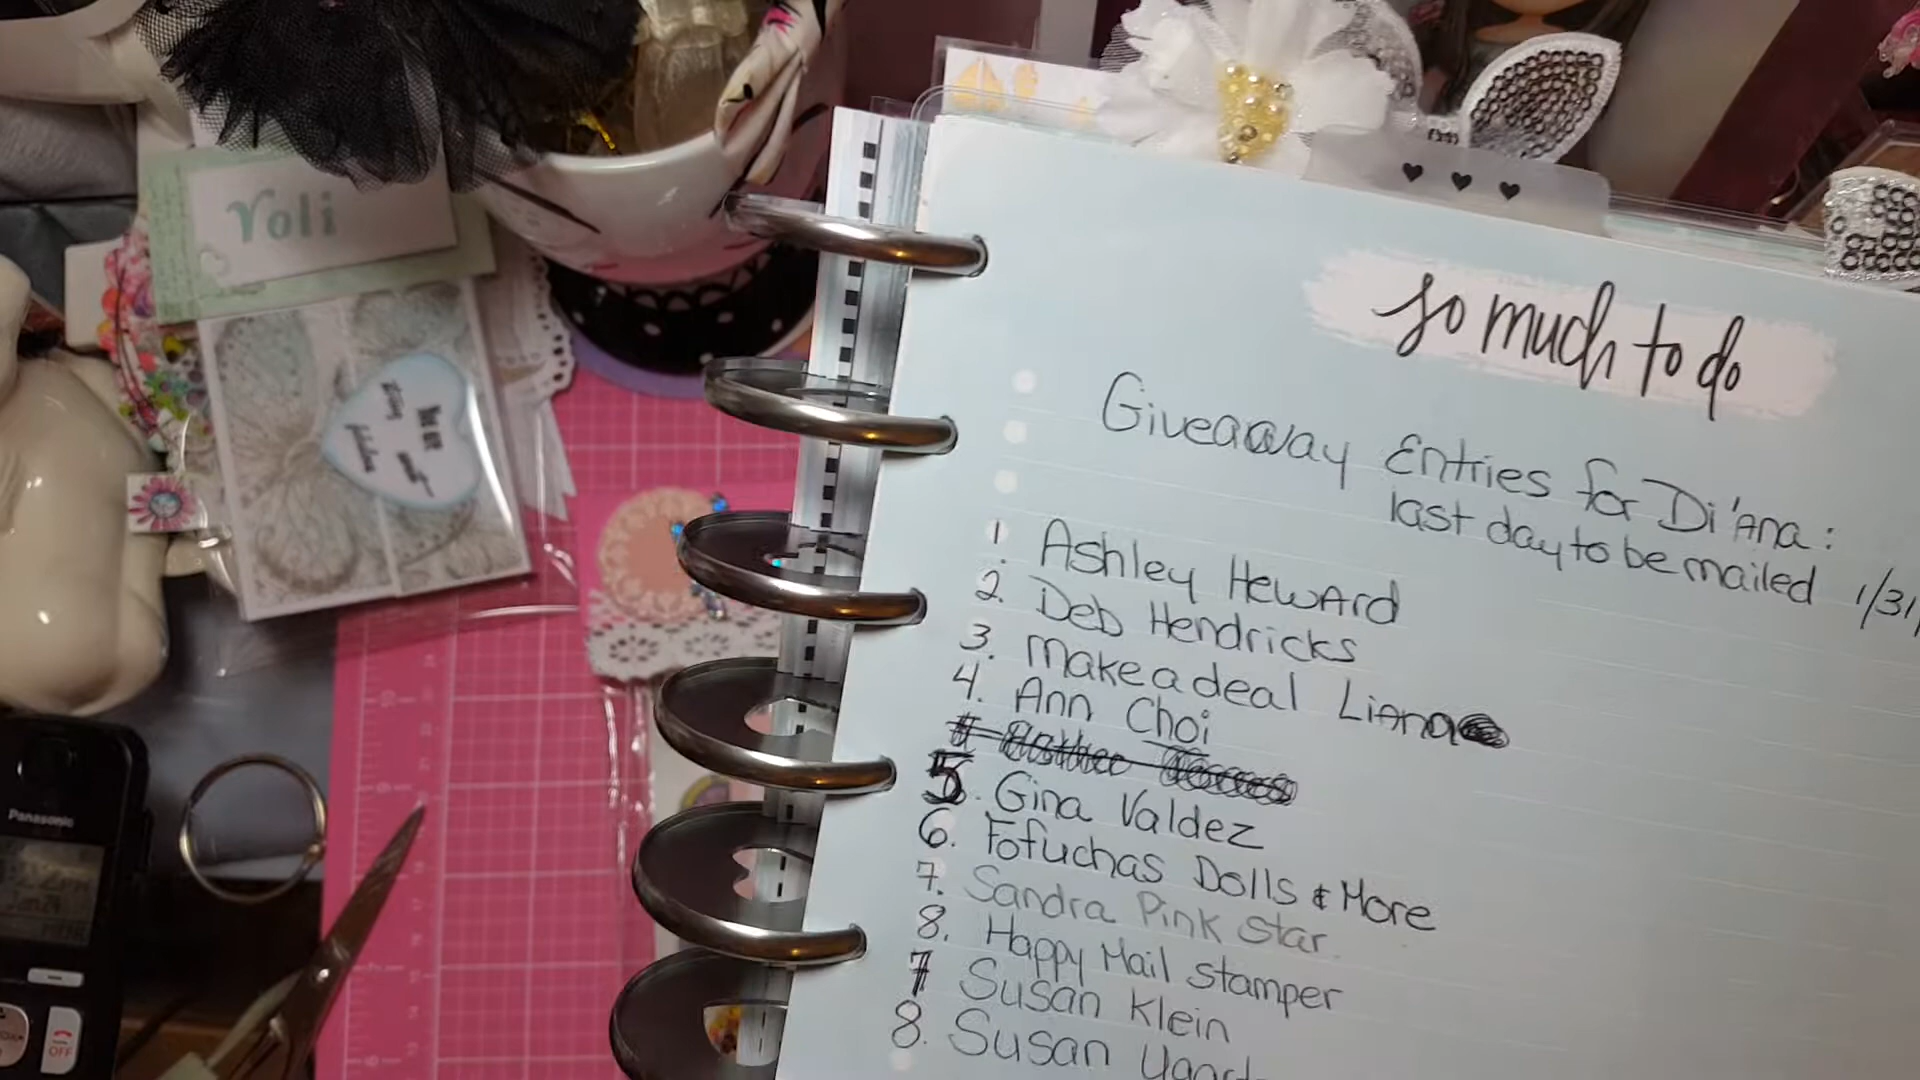 Yoli
so much to do
Giveaway Entries for Di'Ana:
last day to be mailed 1/31/
1. Ashley Heward
2. Deb Hendricks
3. Makeadeal Liana
4. Ann Choi
5. Gina Valdez
6. Fofuchas Dolls & More
7. Sandra Pink Star.
8. Happy Mail Stamper
7 Susan Klein
8. Susan
Panasonic
OFF